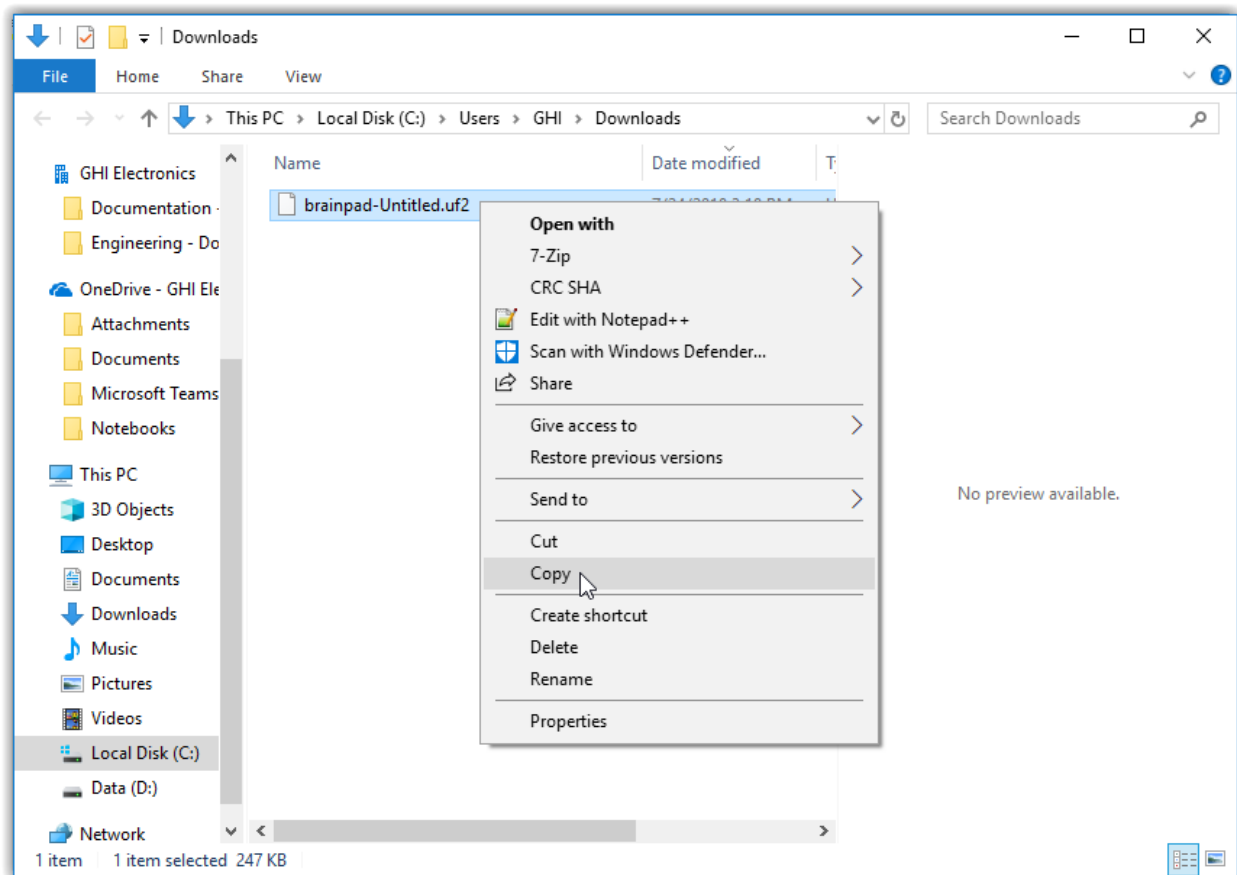 Downloads
File Home Share View
This PC > Local Disk (C:) > Users > GHI > Downloads
Search Downloads
Name Date modified
GHI Electronics
Documentation -
Engineering - Do
OneDrive - GHI Ele
Attachments
Documents
Microsoft Teams
Notebooks
This PC
3D Objects
Desktop
Documents
Downloads
Music
Pictures
Videos
Local Disk (C:)
Data (D:)
Network
brainpad-Untitled.uf2
Open with
7-Zip
CRC SHA
Edit with Notepad++
Scan with Windows Defender...
Share
Give access to
Restore previous versions
Send to
Cut
Copy
Create shortcut
Delete
Rename
Properties
No preview available.
1 item 1 item selected 247 KB